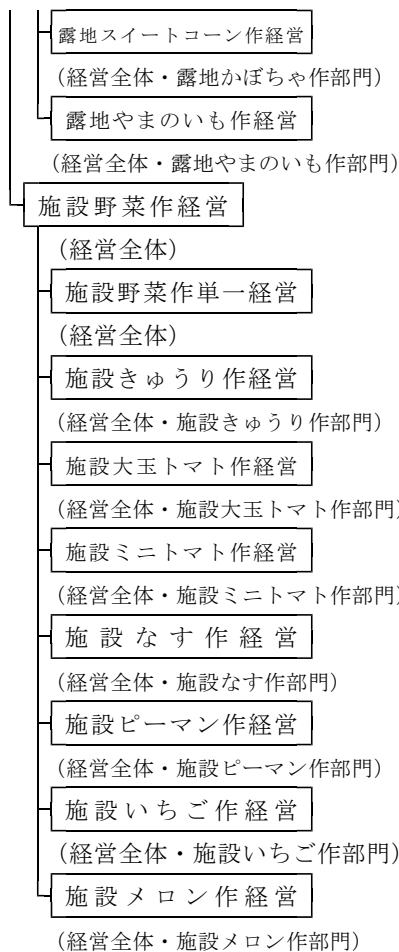 露地スイートコーン作経営
(経営全体・露地かぼちゃ作部門)
露地やまのいも作経営
(経営全体・露地やまのいも作部門)
施設野菜作経営
(経営全体)
施設野菜作単一経営
(経営全体)
施設きゅうり作経営
(経営全体・施設きゅうり作部門)
施設大玉トマト作経営
(経営全体・施設大玉トマト作部門)
施設ミニトマト作経営
(経営全体・施設ミニトマト作部門)
施設なす作経営
(経営全体・施設なす作部門)
施設ピーマン作経営
(経営全体・施設ピーマン作部門)
施設いちご作経営
(経営全体・施設いちご作部門)
施設メロン作経営
(経営全体・施設メロン作部門)